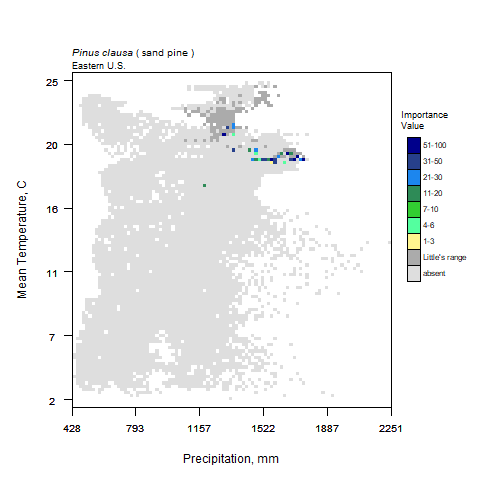 Pinus clausa ( sand pine )
Eastern U.S.
25
20
16
11
7
2
Mean Temperature, C
428 793 1157 1522 1887 2251
Precipitation, mm
Importance
Value
51-100
31-50
21-30
11-20
7-10
4-6
1-3
Little's range
absent